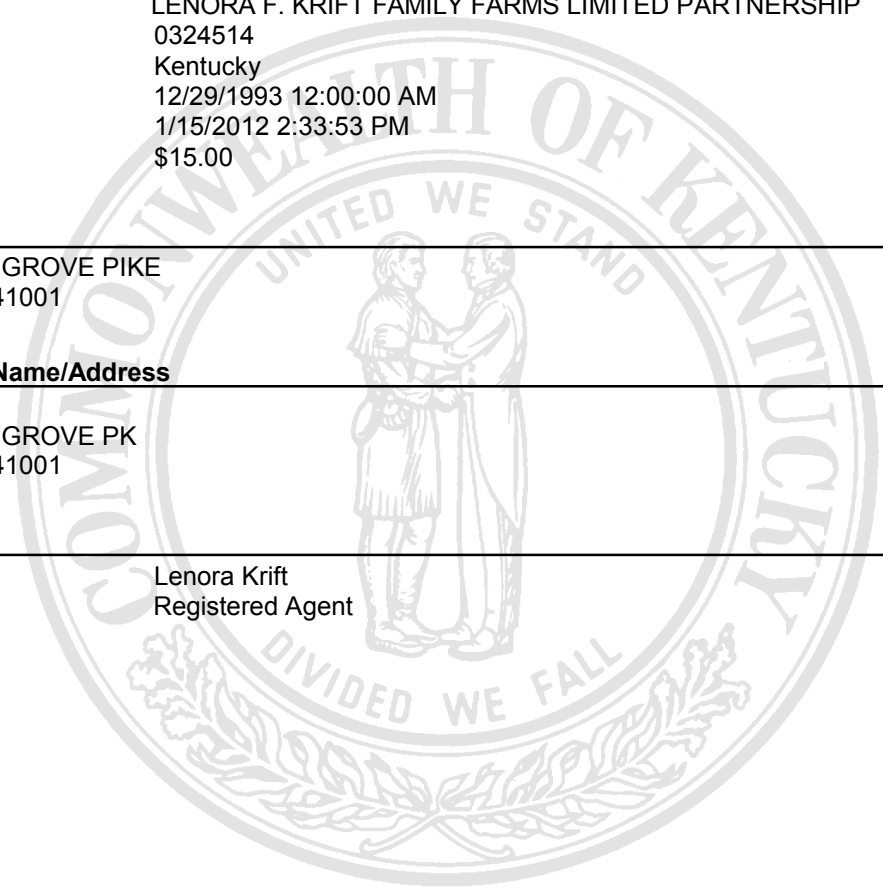 LENORA F. KRIFT FAMILY FARMS LIMITED PARTNERSHIP
0324514
Kentucky
12/29/1993 12:00:00 AM
1/15/2012 2:33:53 PM
$15.00
COMMONWEALTH OF KENTUCKY
UNITED WE STAND
GROVE PIKE
41001
Name/Address
GROVE PK
41001
Lenora Krift
Registered Agent
DIVIDED WE FALL